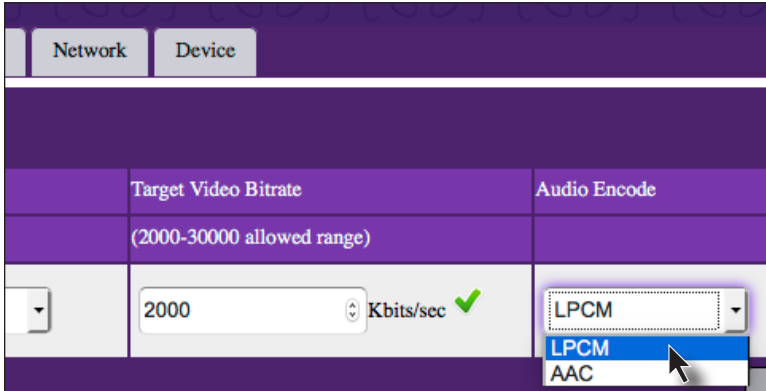 Network Device
Target Video Bitrate Audio Encode
(2000-30000 allowed range)
2000 Kbits/sec LPCM
LPCM
AAC